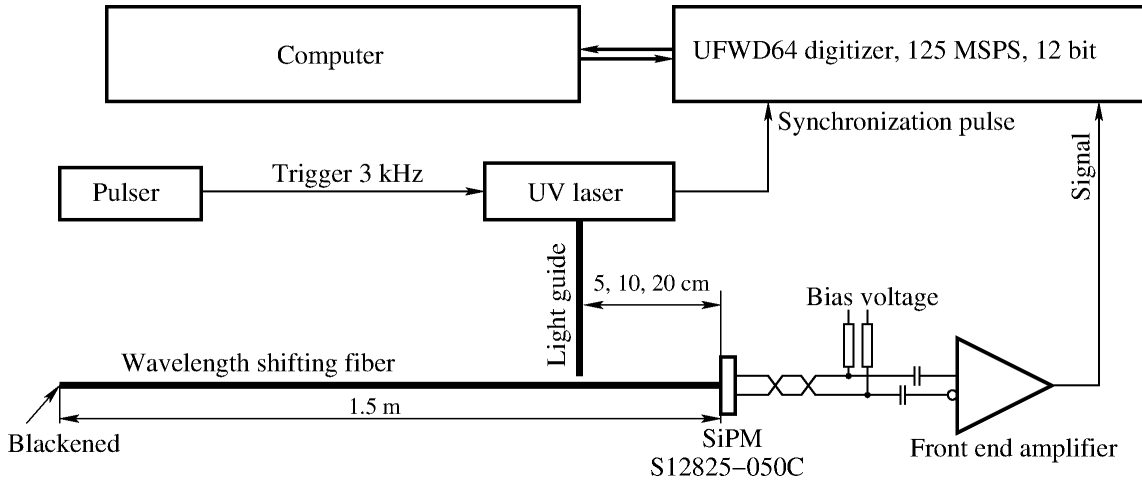 Computer
UFWD64 digitizer, 125 MSPS, 12 bit
Synchronization pulse
Signal
Pulser
Trigger 3 kHz
UV laser
Light guide
5, 10, 20 cm
Bias voltage
Wavelength shifting fiber
1.5 m
Blackened
SiPM
S12825−050C
Front end amplifier